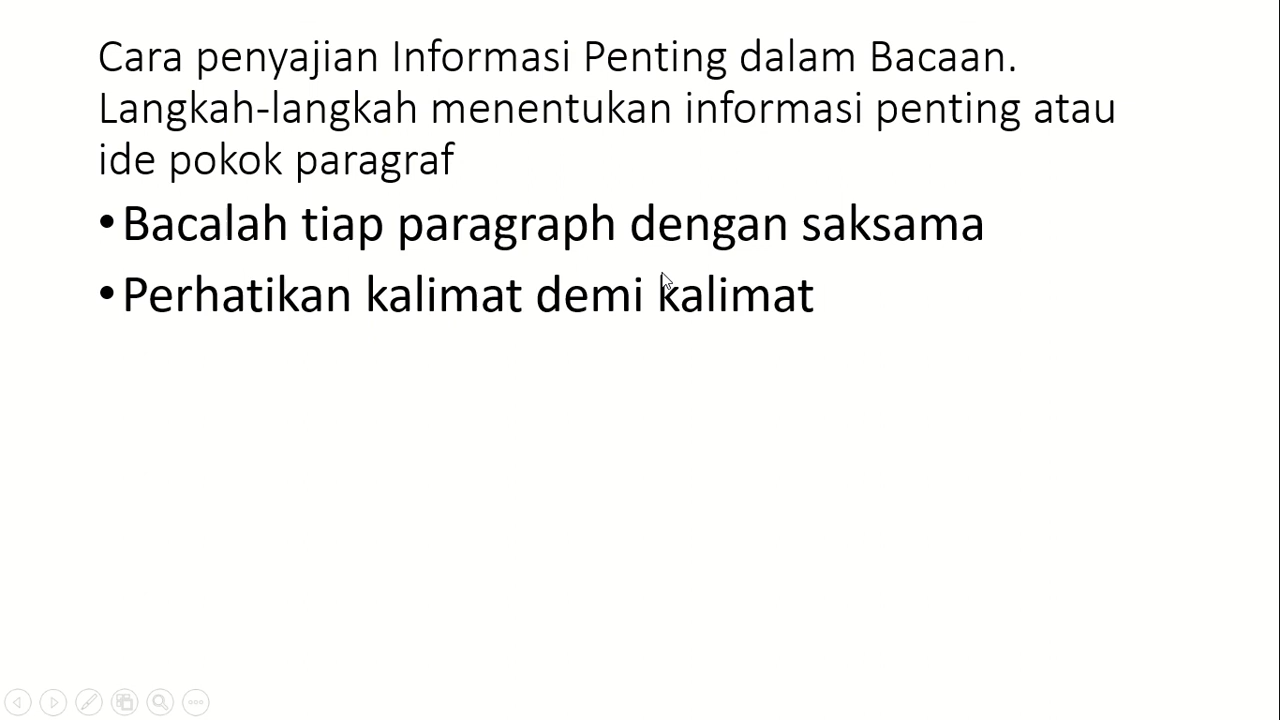 Cara penyajian Informasi Penting dalam Bacaan.
Langkah-langkah menentukan informasi penting atau
ide pokok paragraf
•Bacalah tiap paragraph dengan saksama
•Perhatikan kalimat demi kalimat